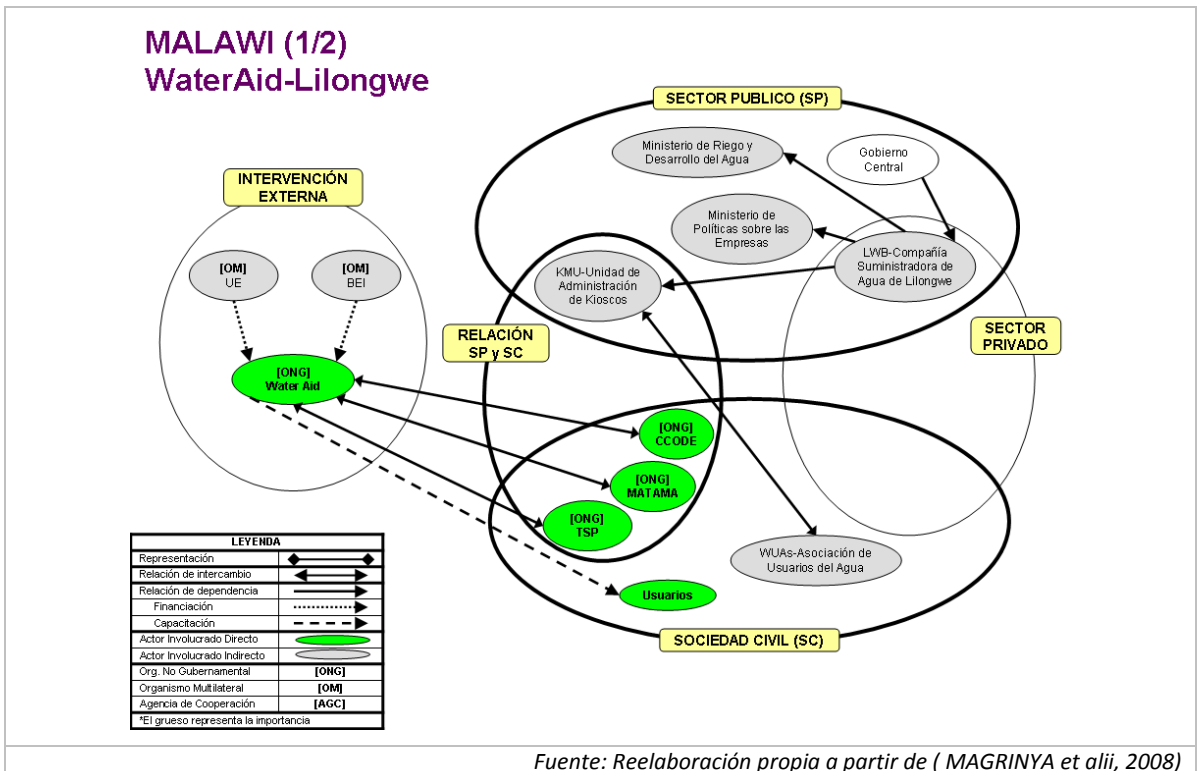 MALAWI (1/2)
WaterAid-Lilongwe
SECTOR PUBLICO (SP)
Ministerio de Riego y
Desarrollo del Agua
Gobierno
Central
INTERVENCIÓN
EXTERNA
Ministerio de
Políticas sobre las
Empresas
[OM]
UE
[OM]
BEI
KMU-Unidad de
Administración
de Kioscos
LWB-Compañía
Suministradora de
Agua de Lilongwe
RELACIÓN
SP y SC
SECTOR
PRIVADO
[ONG]
Water Aid
[ONG]
CCODE
[ONG]
MATAMA
[ONG]
TSP
WUAs-Asociación de
Usuarios del Agua
Usuarios
SOCIEDAD CIVIL (SC)
LEYENDA
Representación
Relación de intercambio
Relación de dependencia
Financiación
Capacitación
Actor Involucrado Directo
Actor Involucrado Indirecto
Org. No Gubernamental [ONG]
Organismo Multilateral [OM]
Agencia de Cooperación [AGC]
*El grueso representa la importancia
Fuente: Reelaboración propia a partir de ( MAGRINYA et alii, 2008)